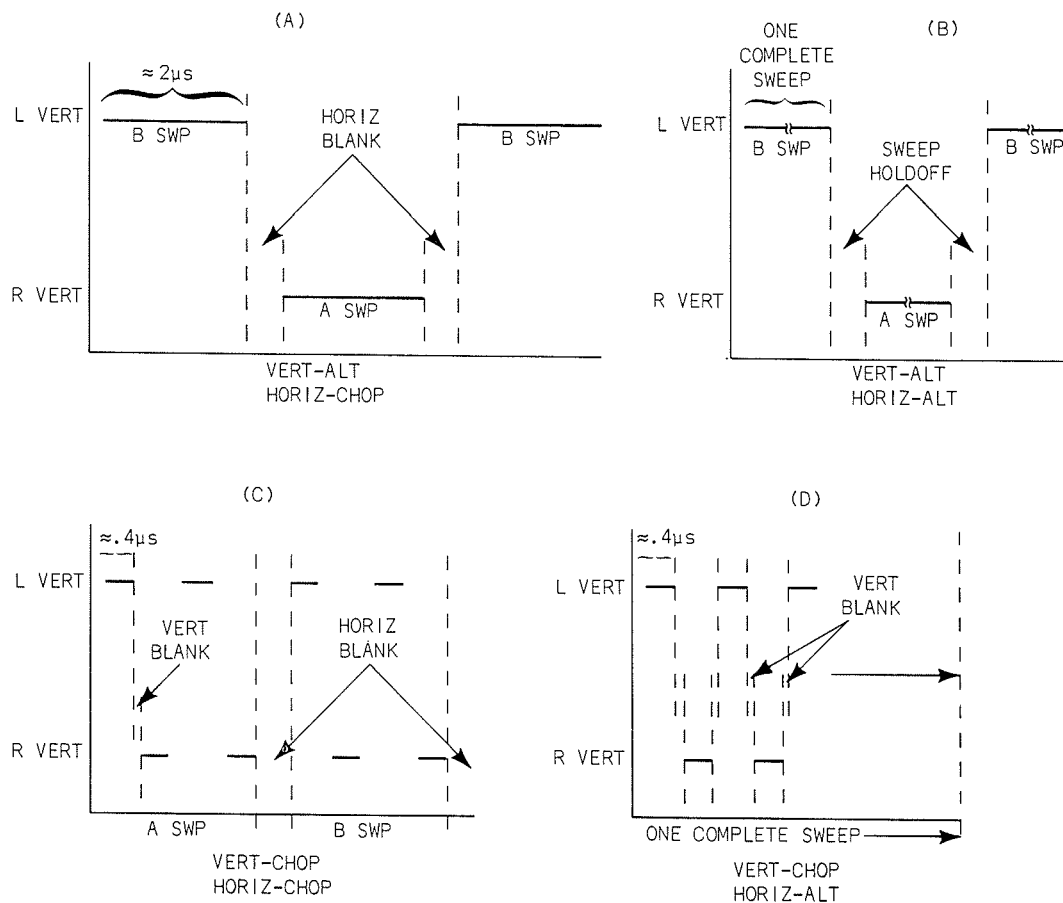 (A)
≈2µs
L VERT
B SWP
HORIZ
BLANK
B SWP
R VERT
A SWP
VERT-ALT
HORIZ-CHOP
(B)
ONE
COMPLETE
SWEEP
L VERT
B SWP
SWEEP
HOLDOFF
B SWP
R VERT
A SWP
VERT-ALT
HORIZ-ALT
(C)
≈.4µs
L VERT
VERT
BLANK
HORIZ
BLANK
R VERT
A SWP
B SWP
VERT-CHOP
HORIZ-CHOP
(D)
≈.4µs
L VERT
VERT
BLANK
R VERT
ONE COMPLETE SWEEP
VERT-CHOP
HORIZ-ALT